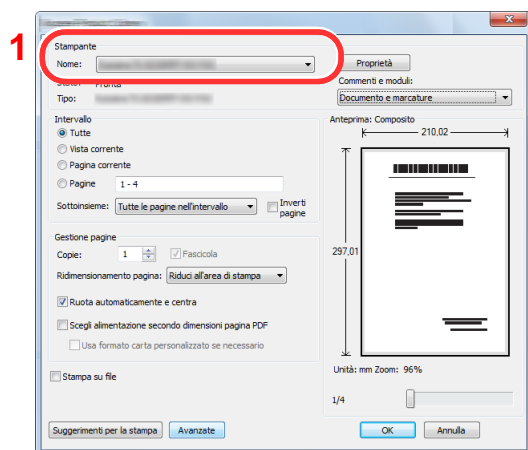 1
Stampante
Nome:
Proprietà
Commenti e moduli:
Tipo:
Documento e marcature
Intervallo
Tutte
Vista corrente
Pagina corrente
Pagine 1 - 4
Sottoinsieme: Tutte le pagine nell'intervallo
Inverti
pagine
Gestione pagine
Copie: 1 Fascicola
Ridimensionamento pagina: Riduci all'area di stampa
Ruota automaticamente e centra
Scegli alimentazione secondo dimensioni pagina PDF
Usa formato carta personalizzato se necessario
Stampa su file
Anteprima: Composito
210,02
297,01
Unità: mm Zoom: 96%
1/4
Suggerimenti per la stampa
Avanzate
OK
Annulla